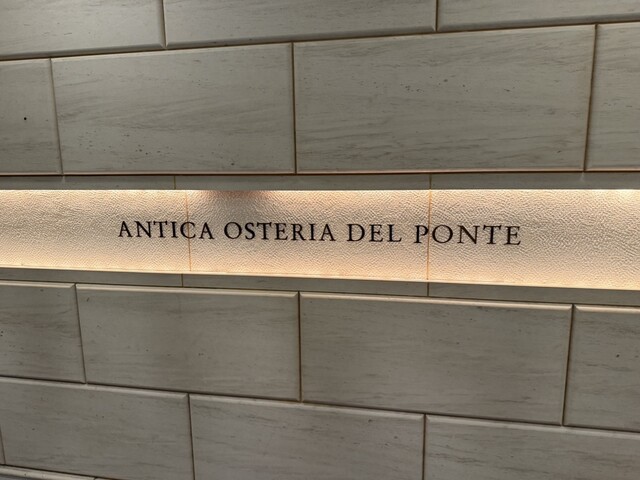 ANTICA OSTERIA DEL PONTE